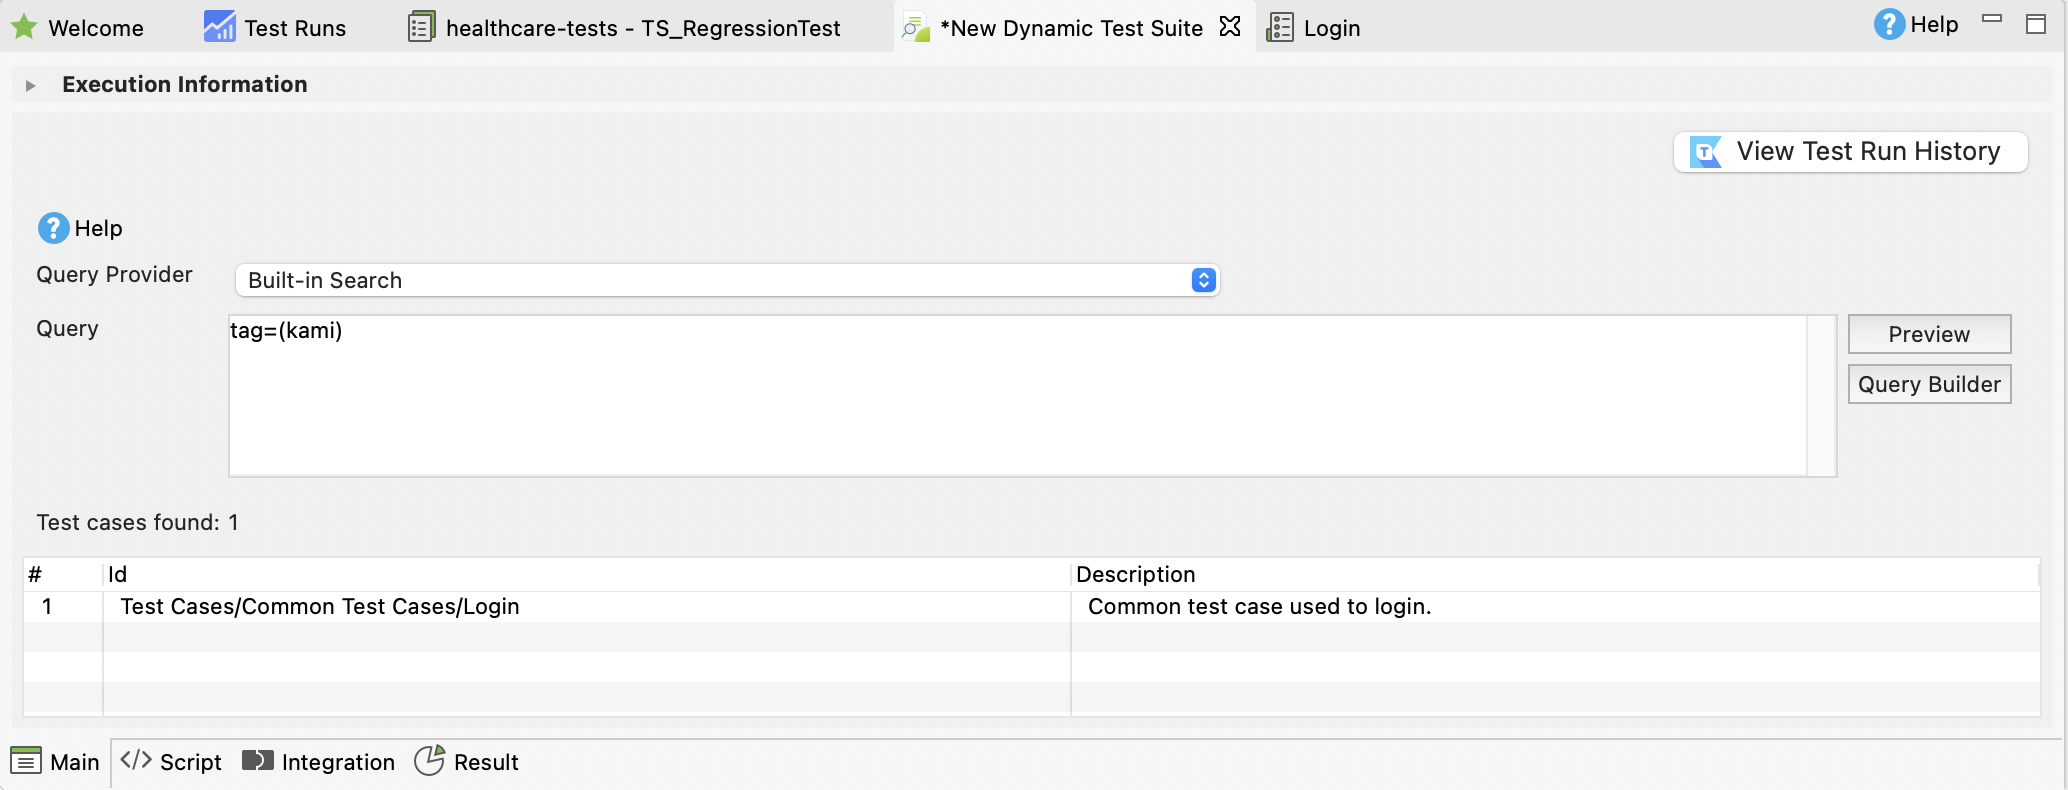 Welcome
Test Runs
healthcare-tests - TS_RegressionTest
*New Dynamic Test Suite
Login
Help
Execution Information
View Test Run History
Help
Query Provider
Built-in Search
Query
tag=(kami)
Preview
Query Builder
Test cases found: 1
# Id Description
1 Test Cases/Common Test Cases/Login Common test case used to login.
Main
Script
Integration
Result